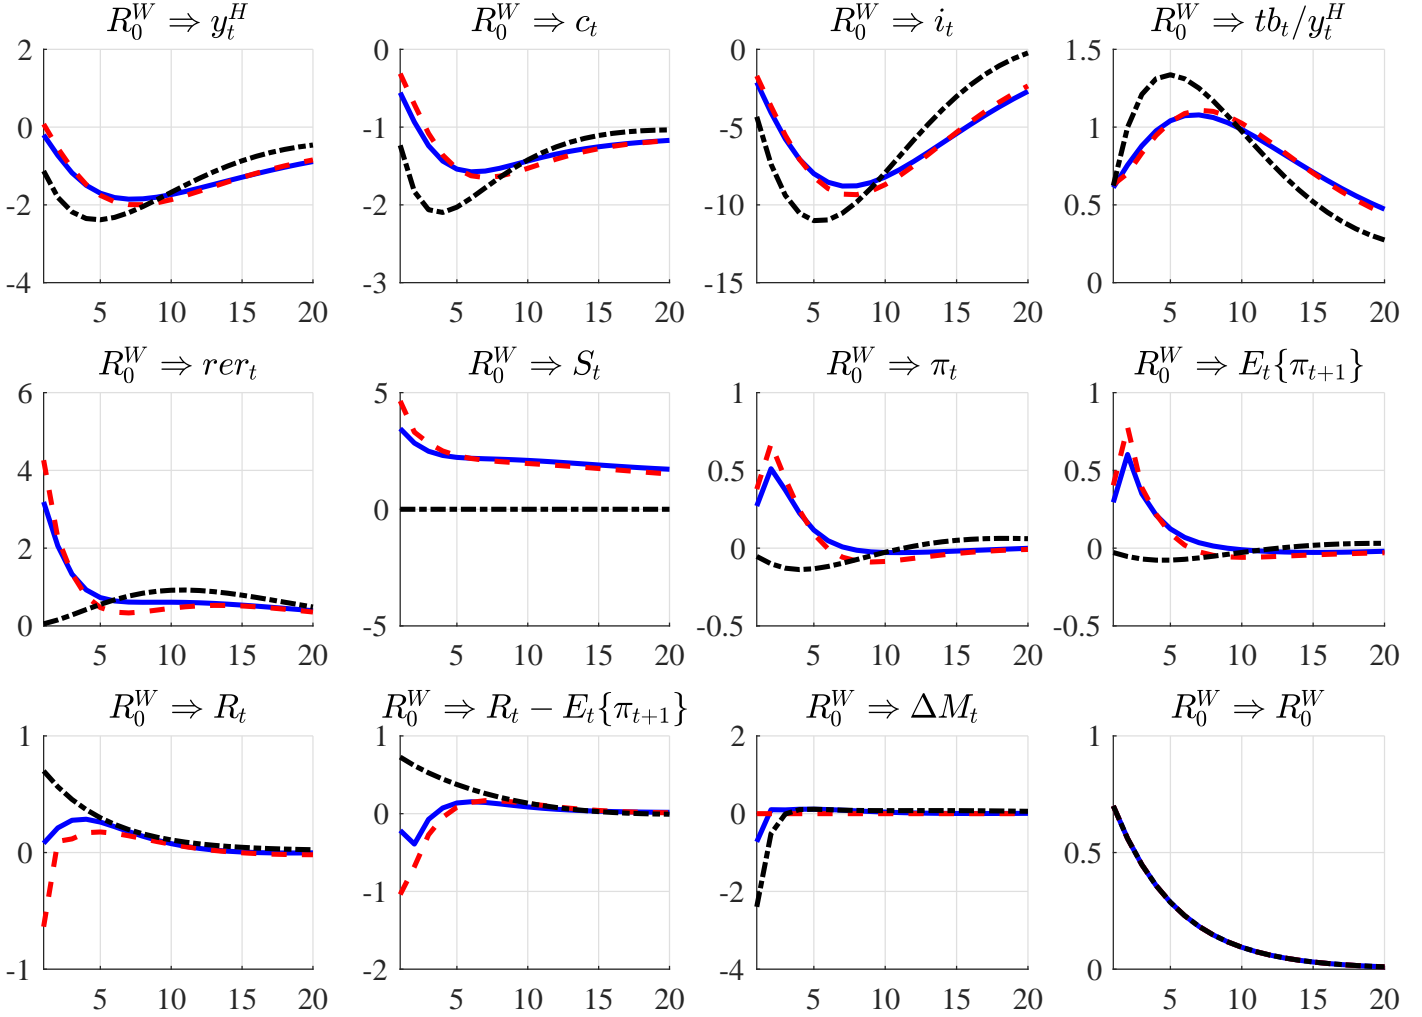 R_0^W ⇒ y_t^H
R_0^W ⇒ c_t
R_0^W ⇒ i_t
R_0^W ⇒ tb_t/y_t^H
2
0
-2
-4
5 10 15 20
0
-1
-2
-3
5 10 15 20
0
-5
-10
-15
5 10 15 20
1.5
1
0.5
0
5 10 15 20
R_0^W ⇒ rer_t
R_0^W ⇒ S_t
R_0^W ⇒ π_t
R_0^W ⇒ E_t{π_{t+1}}
6
4
2
0
5 10 15 20
5
0
-5
5 10 15 20
1
0.5
0
-0.5
5 10 15 20
1
0.5
0
-0.5
5 10 15 20
R_0^W ⇒ R_t
R_0^W ⇒ R_t − E_t{π_{t+1}}
R_0^W ⇒ ΔM_t
R_0^W ⇒ R_0^W
1
0
-1
5 10 15 20
1
0
-1
-2
5 10 15 20
2
0
-2
-4
5 10 15 20
1
0.5
0
5 10 15 20